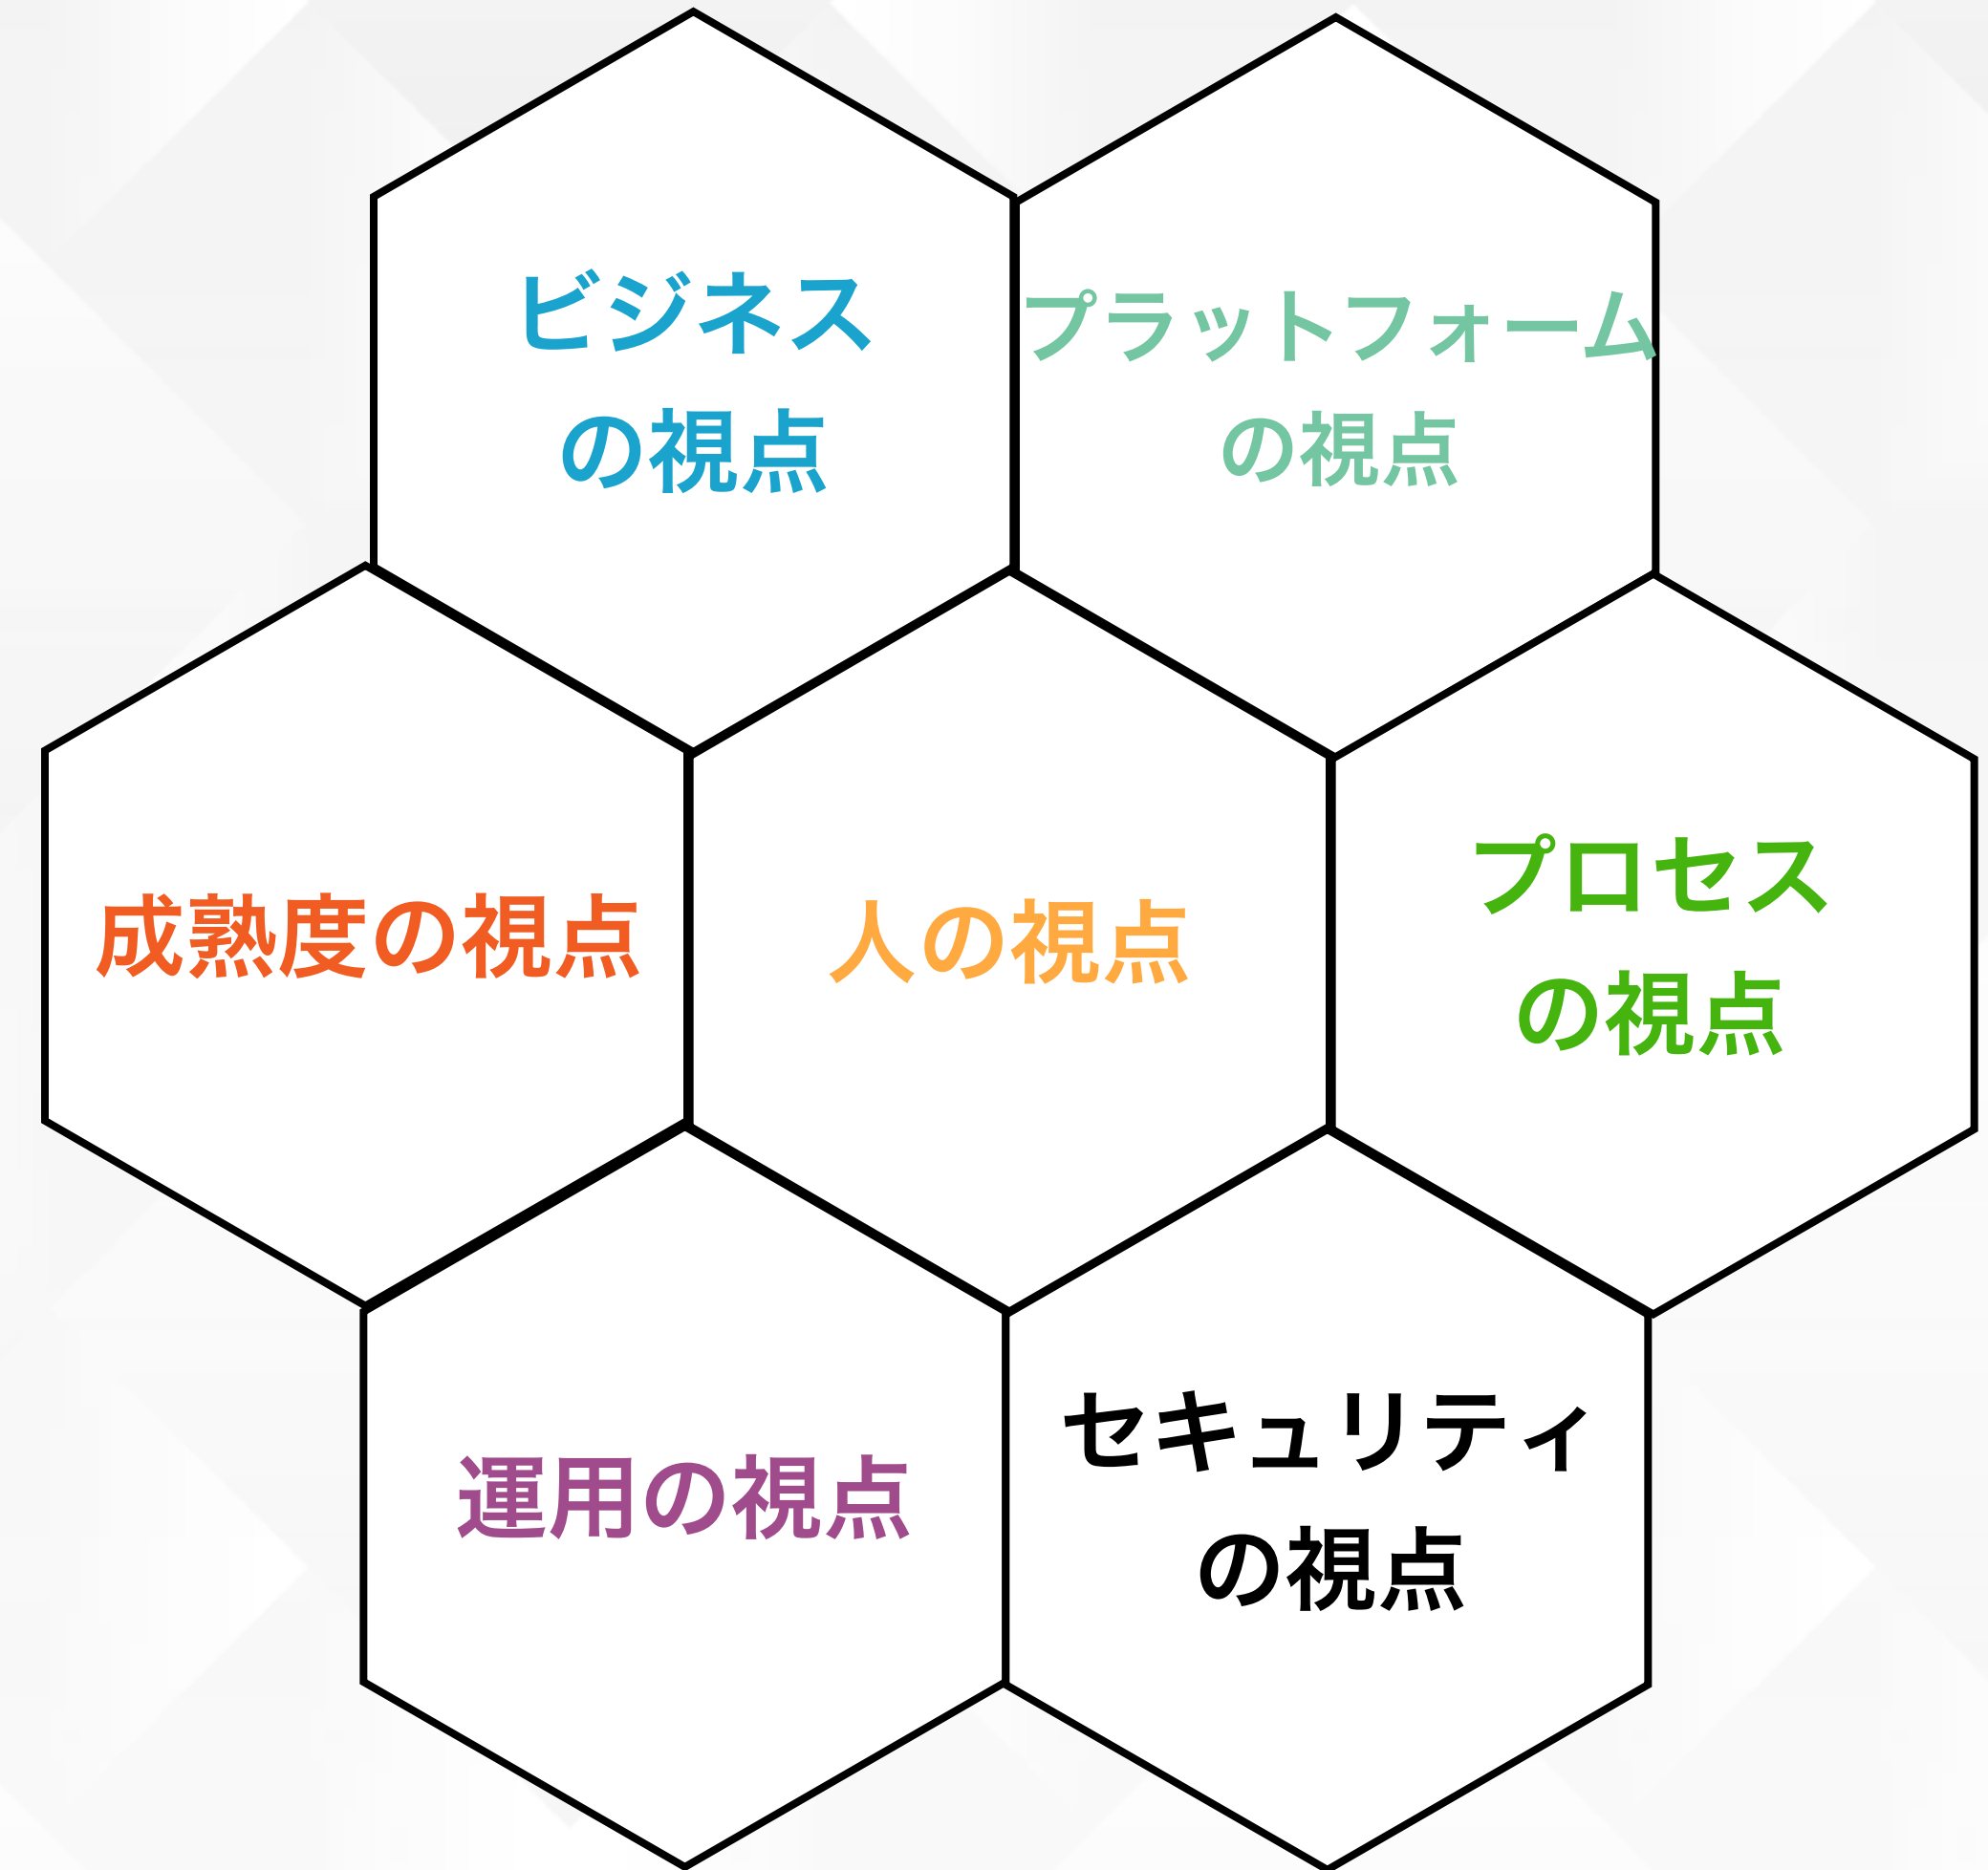 ビジネス
の視点
プラットフォーム
の視点
成熟度の視点
人の視点
プロセス
の視点
運用の視点
セキュリティ
の視点